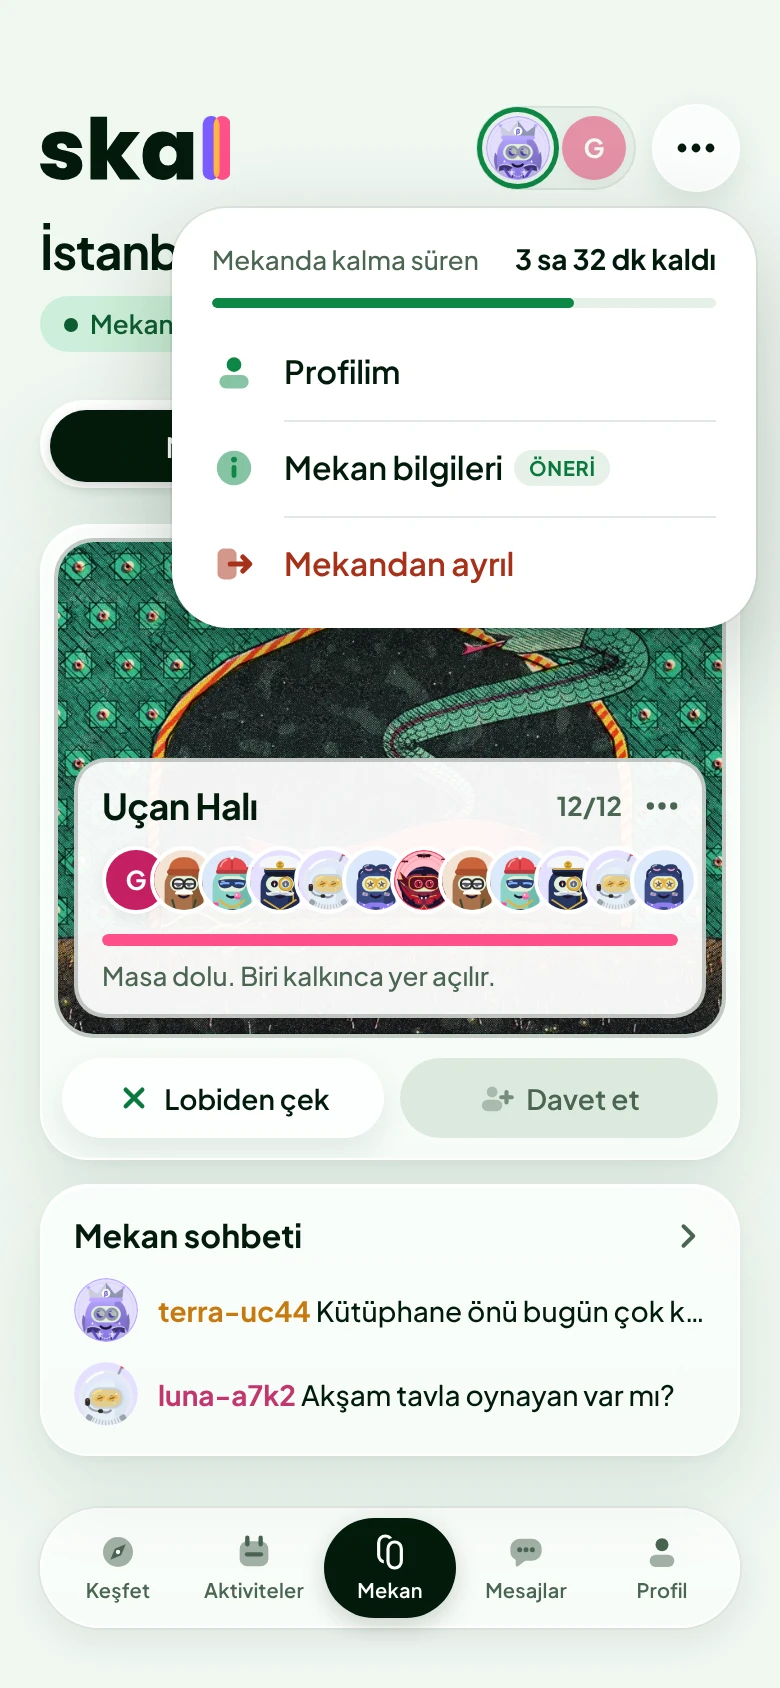 skal
G
İstanb
Mekanda kalma süren 3 sa 32 dk kaldı
Mekan
Profilim
Mekan bilgileri ÖNERİ
Mekandan ayrıl
Uçan Halı 12/12
G
Masa dolu. Biri kalkınca yer açılır.
Lobiden çek Davet et
Mekan sohbeti
terra-uc44 Kütüphane önü bugün çok k...
luna-a7k2 Akşam tavla oynayan var mı?
Keşfet Aktiviteler Mekan Mesajlar Profil